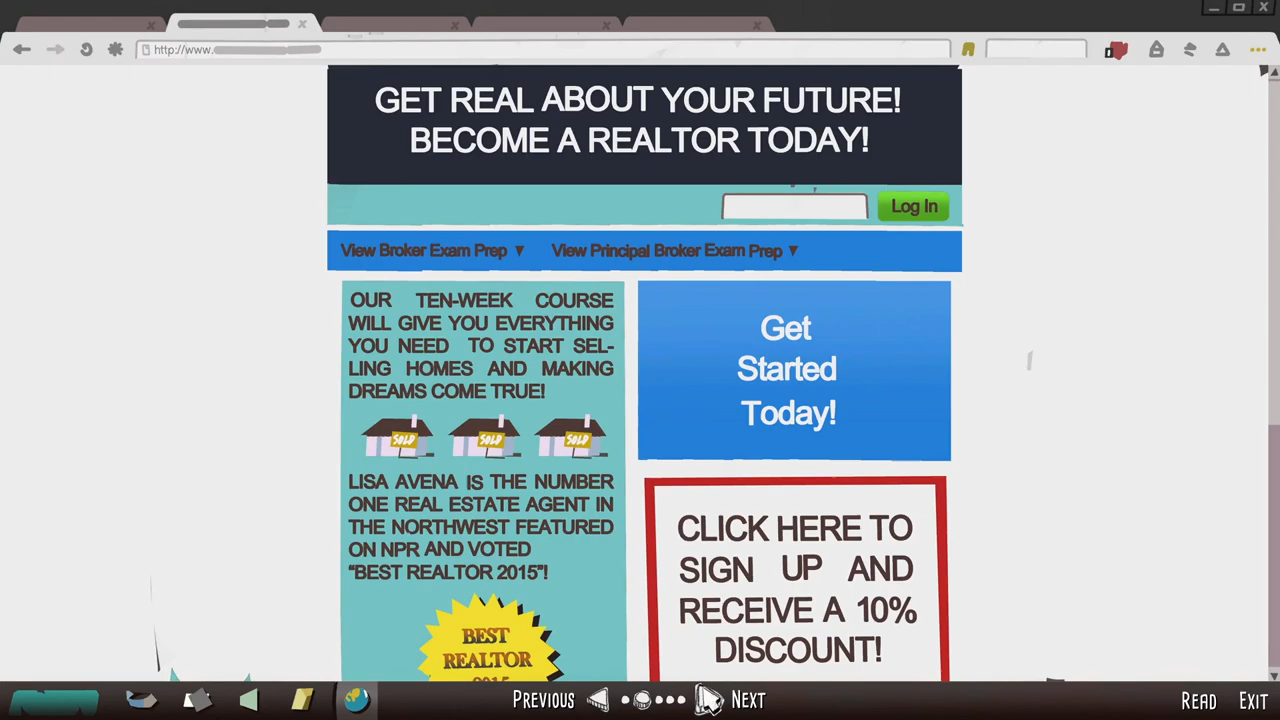 http://www.
GET REAL ABOUT YOUR FUTURE!
BECOME A REALTOR TODAY!
Log In
View Broker Exam Prep ▼ View Principal Broker Exam Prep ▼
OUR TEN-WEEK COURSE
WILL GIVE YOU EVERYTHING
YOU NEED TO START SEL-
LING HOMES AND MAKING
DREAMS COME TRUE!
SOLD SOLD SOLD
LISA AVENA IS THE NUMBER
ONE REAL ESTATE AGENT IN
THE NORTHWEST FEATURED
ON NPR AND VOTED
“BEST REALTOR 2015”!
BEST
REALTOR
2015
Get
Started
Today!
CLICK HERE TO
SIGN UP AND
RECEIVE A 10%
DISCOUNT!
PREVIOUS NEXT
READ EXIT